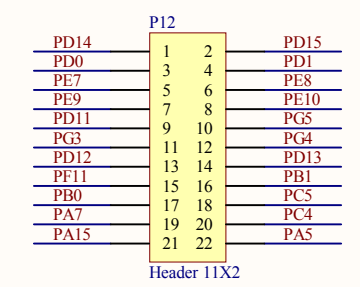 P12
PD14 1 2 PD15
PD0 3 4 PD1
PE7 5 6 PE8
PE9 7 8 PE10
PD11 9 10 PG5
PG3 11 12 PG4
PD12 13 14 PD13
PF11 15 16 PB1
PB0 17 18 PC5
PA7 19 20 PC4
PA15 21 22 PA5
Header 11X2